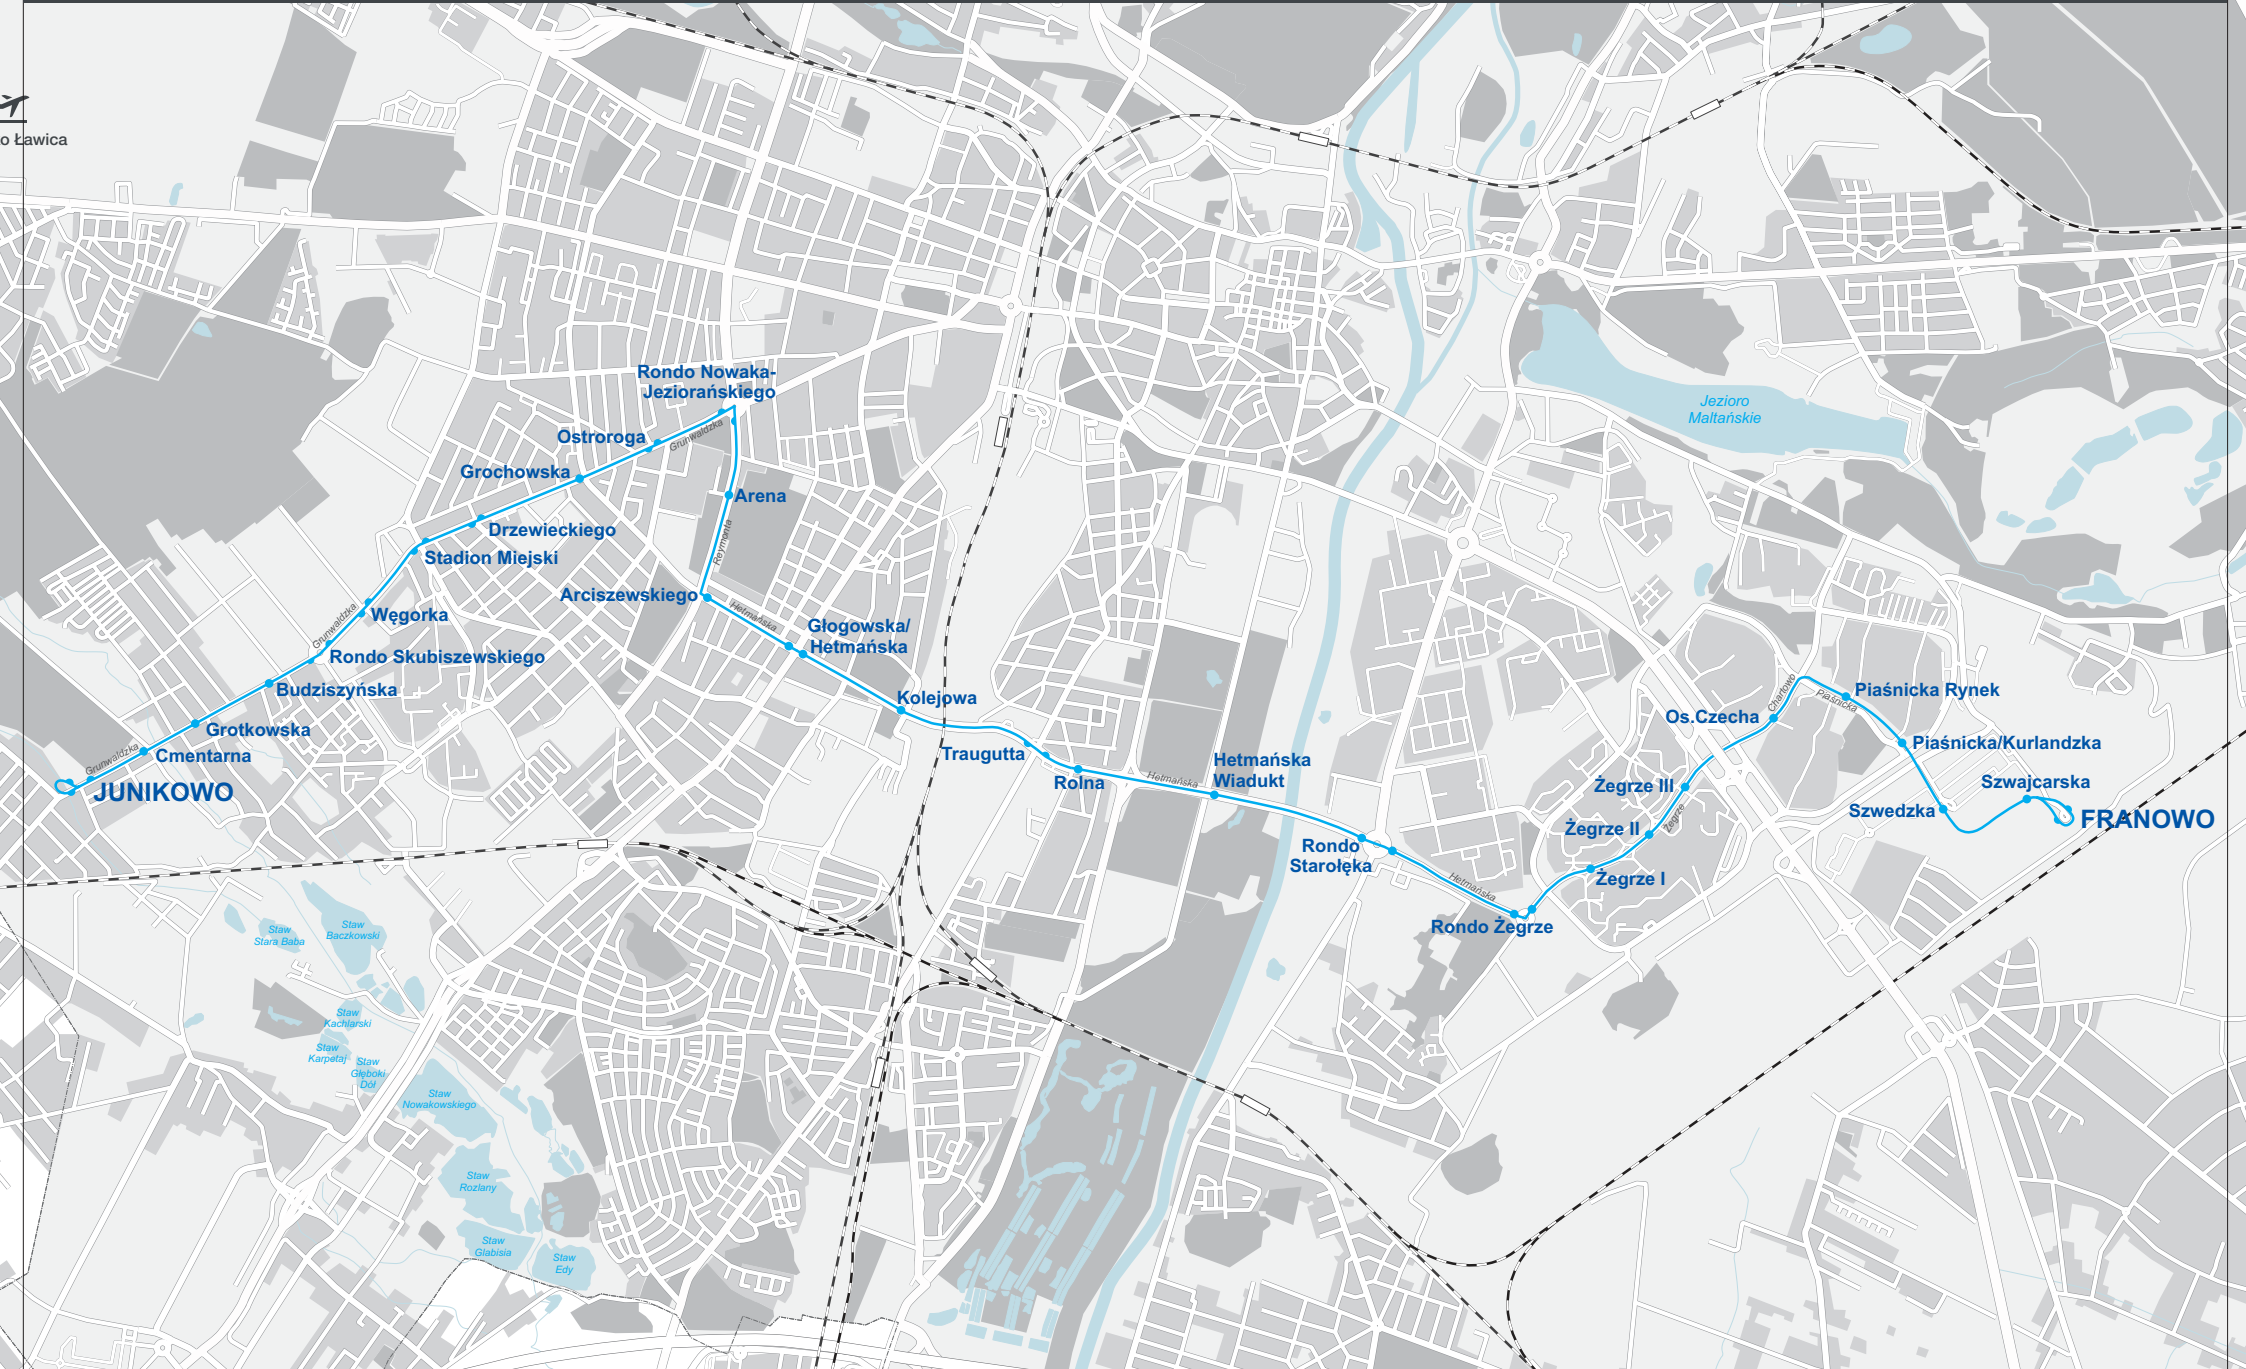 Ławica
Rondo Nowaka-
Jeziorańskiego
Grunwaldzka
Ostroroga
Grochowska
Arena
Reymonta
Drzewieckiego
Stadion Miejski
Arciszewskiego
Hetmańska
Głogowska/
Hetmańska
Węgorka
Grunwaldzka
Rondo Skubiszewskiego
Budziszyńska
Grotkowska
Cmentarna
Grunwaldzka
JUNIKOWO
Kolejowa
Traugutta
Rolna
Hetmańska
Hetmańska
Wiadukt
Rondo
Starołęka
Hetmańska
Rondo Żegrze
Żegrze I
Żegrze II
Żegrze III
Żegrze
Os.Czecha
Chartowo
Piaśnicka
Piaśnicka Rynek
Piaśnicka/Kurlandzka
Szwajcarska
Szwedzka
FRANOWO
Jezioro
Maltańskie
Staw
Stara Baba
Staw
Baczkowski
Staw
Kachlarski
Staw
Karpetaj
Staw
Głęboki
Dół
Staw
Nowakowskiego
Staw
Rozlany
Staw
Glabisia
Staw
Edy